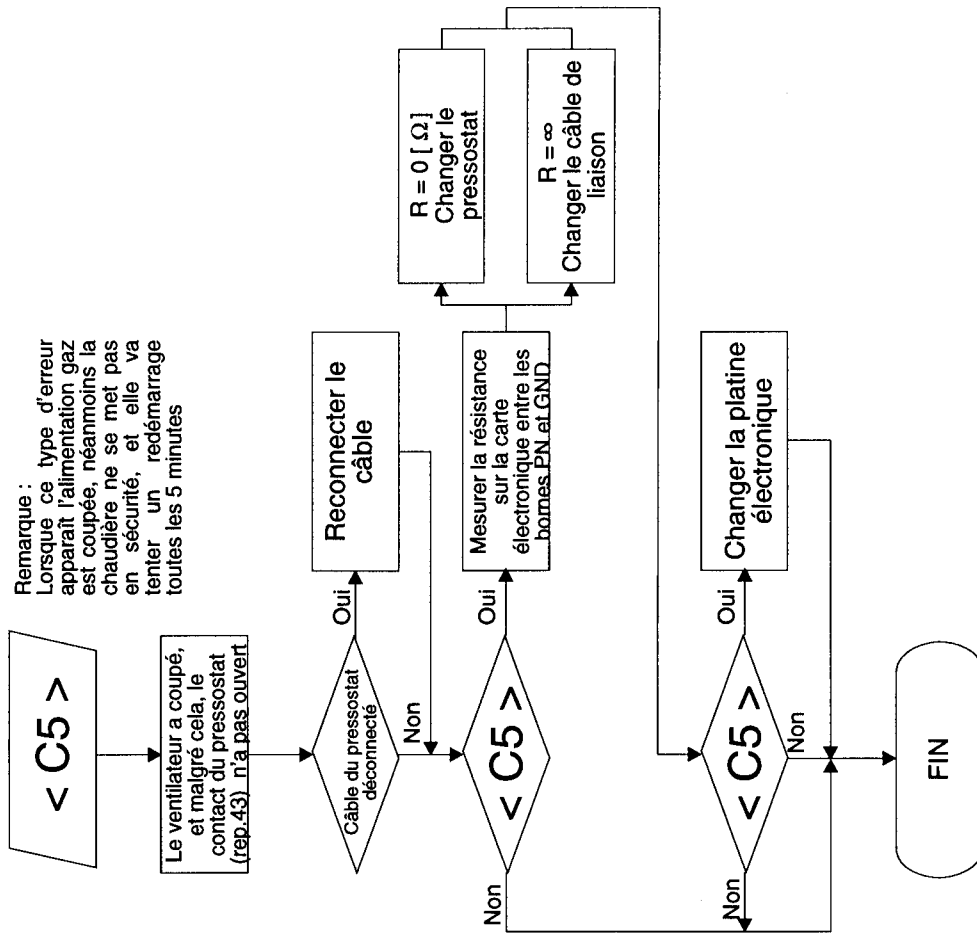 < C5 >
Remarque :
Lorsque ce type d'erreur
apparaît l'alimentation gaz
est coupée, néanmoins la
chaudière ne se met pas
en sécurité, et elle va
tenter un redémarrage
toutes les 5 minutes
Le ventilateur a coupé,
et malgré cela, le
contact du pressostat
(rep.43) n'a pas ouvert
Câble du pressostat
déconnecté
Oui
Reconnecter le
câble
Non
< C5 >
Oui
Mesurer la résistance
sur la carte
électronique entre les
bornes PN et GND
R = 0 [ Ω ]
Changer le
pressostat
R = ∞
Changer le câble de
liaison
Non
< C5 >
Oui
Changer la platine
électronique
Non
Non
FIN